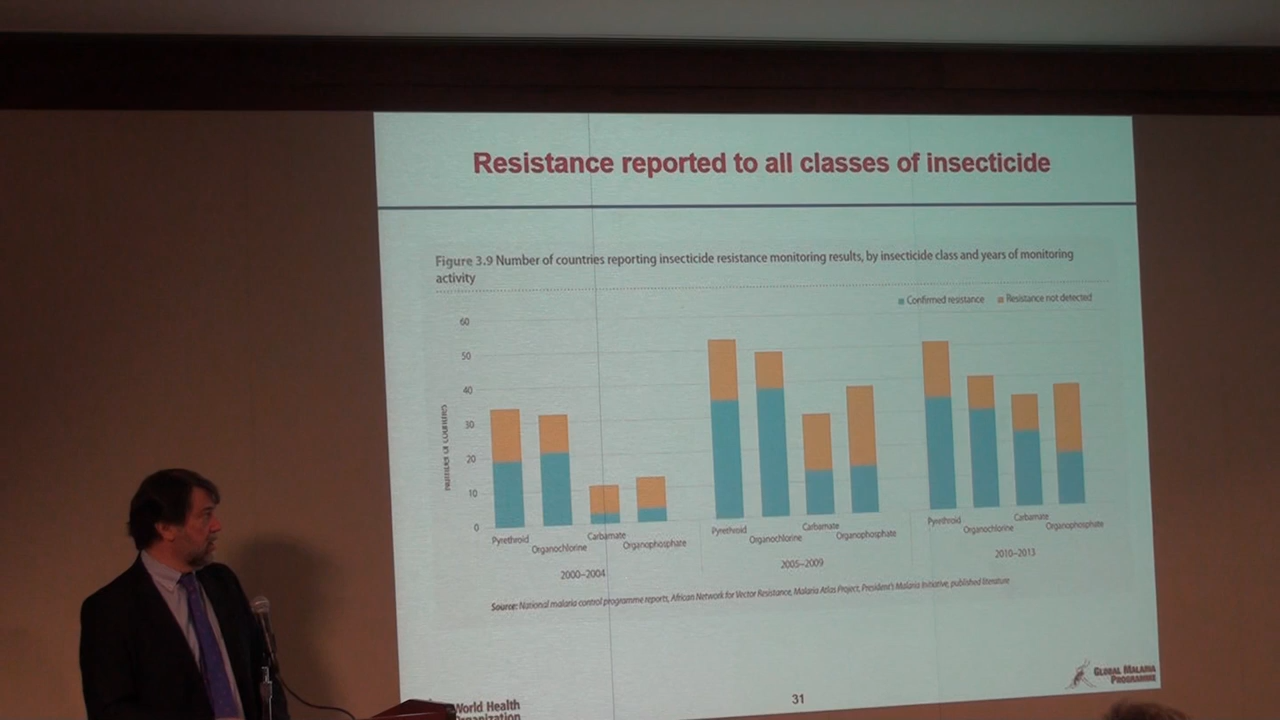 Resistance reported to all classes of insecticide
Figure 3.9 Number of countries reporting insecticide resistance monitoring results, by insecticide class and years of monitoring
activity
Confirmed resistance
Resistance not detected
60
50
40
30
20
10
0
NUMBER OF COUNTRIES
Pyrethroid
Organochlorine
Carbamate
Organophosphate
2000–2004
Pyrethroid
Organochlorine
Carbamate
Organophosphate
2005–2009
Pyrethroid
Organochlorine
Carbamate
Organophosphate
2010–2013
Source: National malaria control programme reports, African Network for Vector Resistance, Malaria Atlas Project, President's Malaria Initiative, published literature
World Health
Organization
31
GLOBAL MALARIA
PROGRAMME